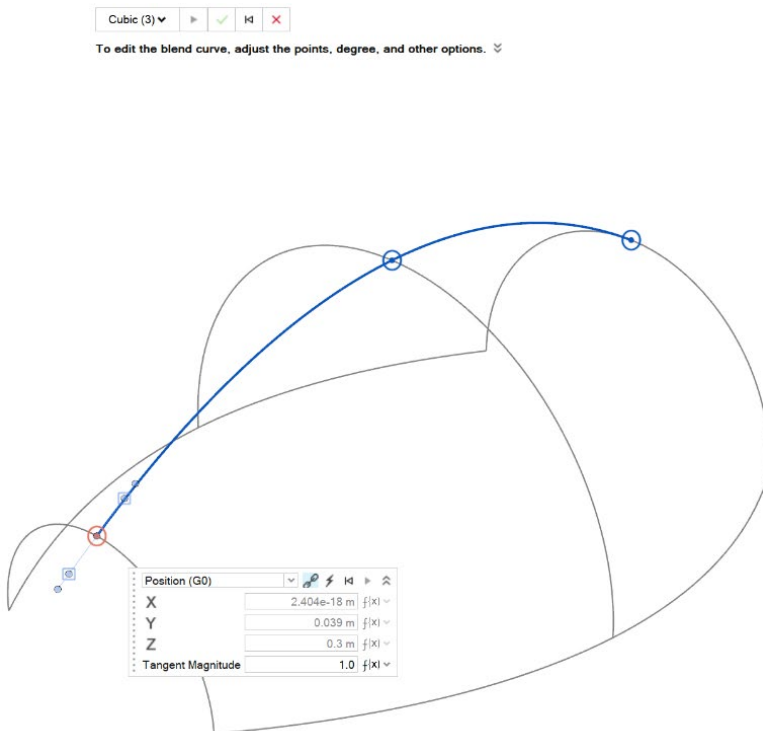 Cubic (3)
To edit the blend curve, adjust the points, degree, and other options.
Position (G0)
X 2.404e-18 m f(x)
Y 0.039 m f(x)
Z 0.3 m f(x)
Tangent Magnitude 1.0 f(x)